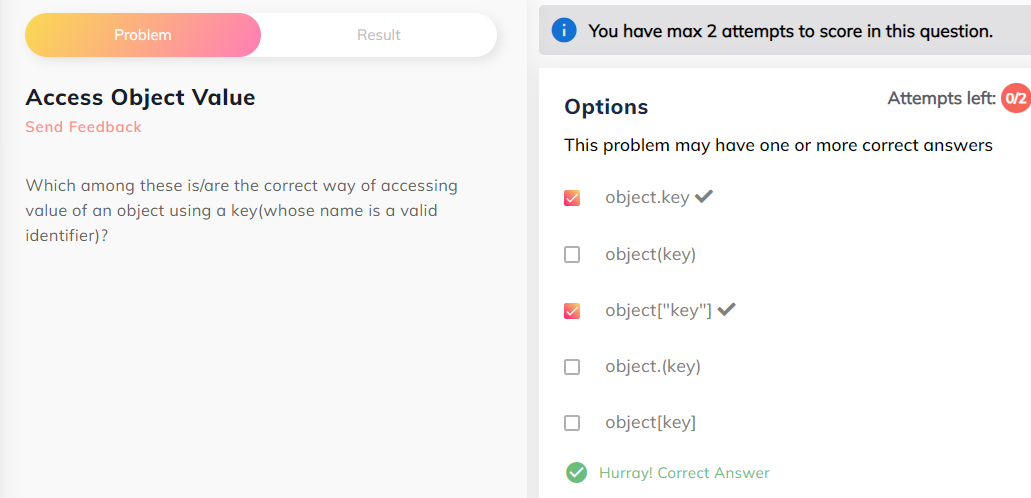 Problem
Result
Access Object Value
Send Feedback
Which among these is/are the correct way of accessing
value of an object using a key(whose name is a valid
identifier)?
You have max 2 attempts to score in this question.
Options
Attempts left: 0/2
This problem may have one or more correct answers
object.key
object(key)
object["key"]
object.(key)
object[key]
Hurray! Correct Answer